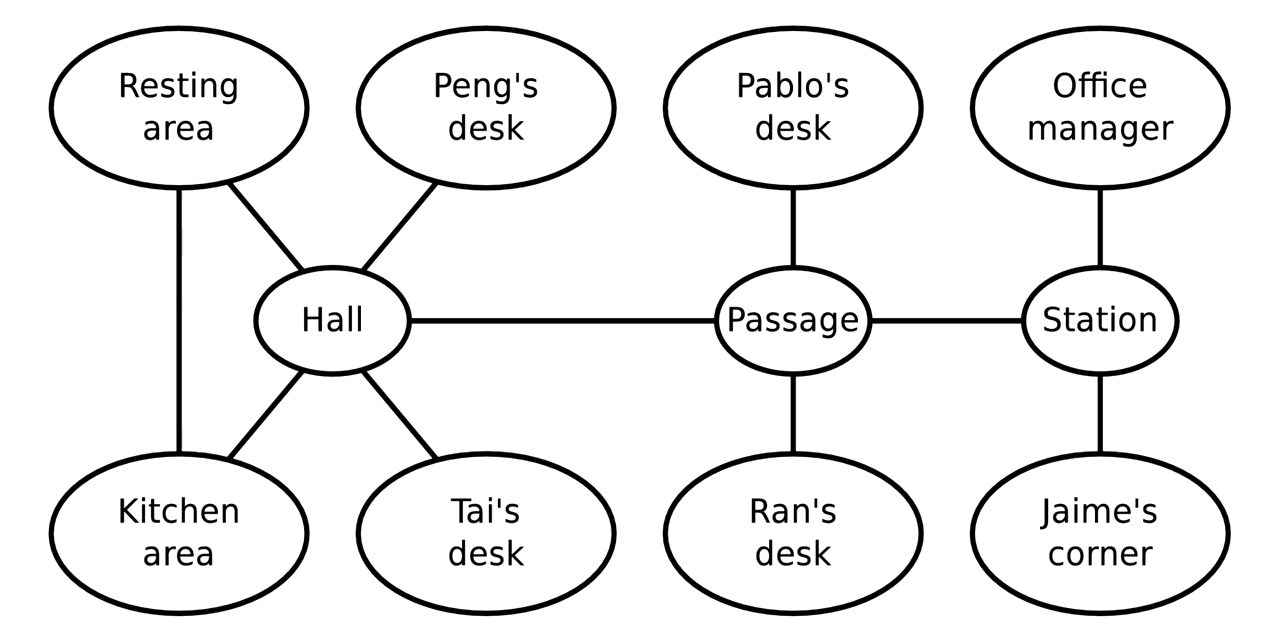 Resting
area
Peng's
desk
Pablo's
desk
Office
manager
Hall
Passage
Station
Kitchen
area
Tai's
desk
Ran's
desk
Jaime's
corner